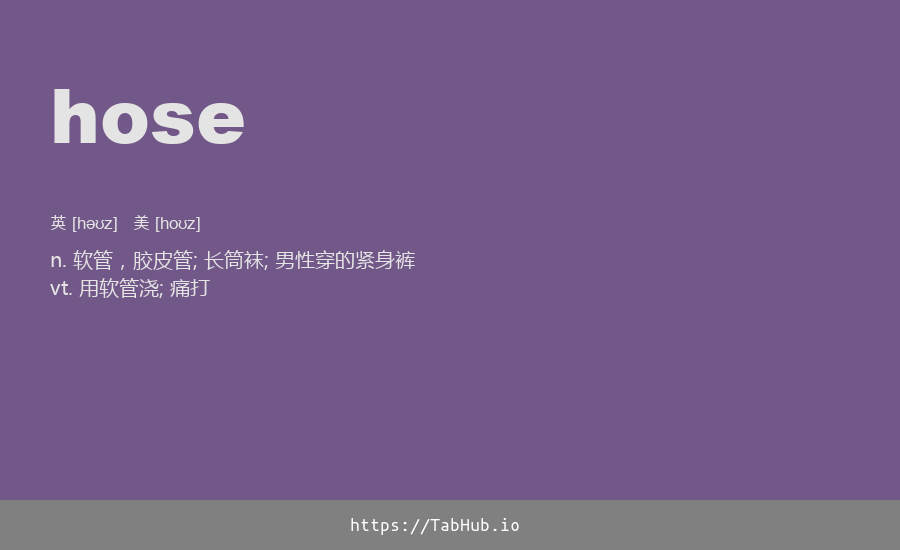 hose
英 [həʊz] 美 [hoʊz]
n. 软管，胶皮管; 长筒袜; 男性穿的紧身裤
vt. 用软管浇; 痛打
https://TabHub.io